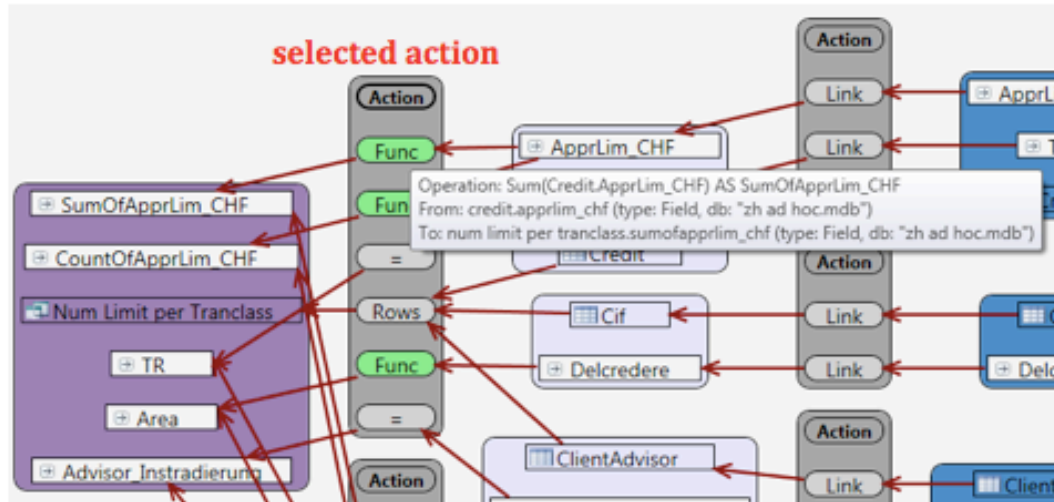 selected action
Action
Func
Func
=
Rows
Func
=
Action
SumOfApprLim_CHF
CountOfApprLim_CHF
Num Limit per Tranclass
TR
Area
Advisor_Instradierung
ApprLim_CHF
Operation: Sum(Credit.ApprLim_CHF) AS SumOfApprLim_CHF
From: credit.apprlim_chf (type: Field, db: "zh ad hoc.mdb")
To: num limit per tranclass.sumofapprlim_chf (type: Field, db: "zh ad hoc.mdb")
Credit
Cif
Delcredere
ClientAdvisor
Action
Link
Link
Action
Link
Link
Action
Link
ApprL
T
C
Delc
Client